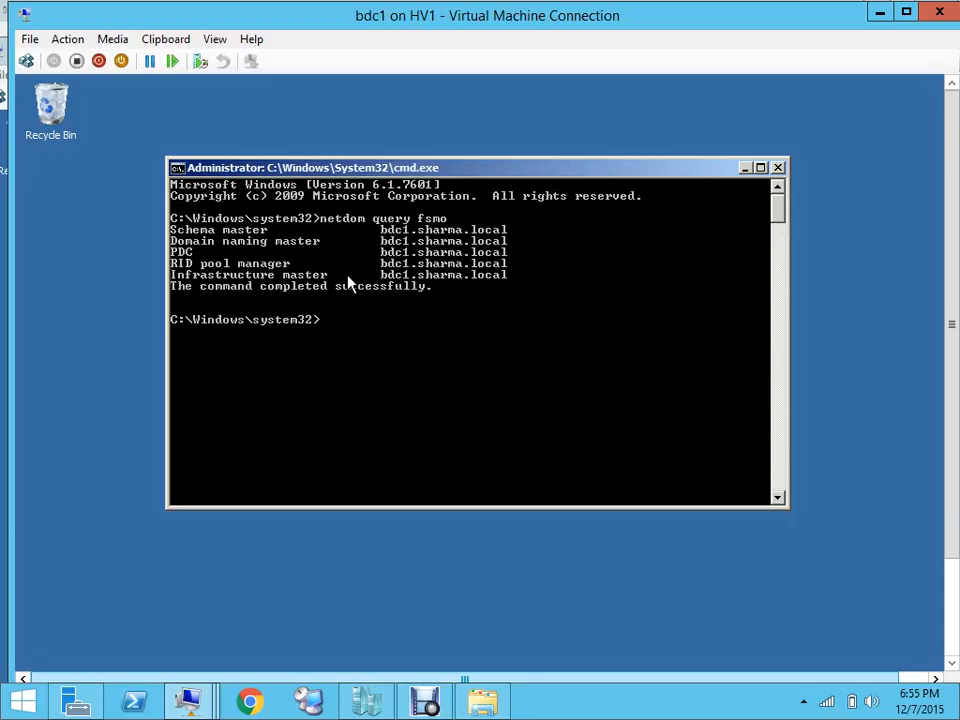 bdc1 on HV1 - Virtual Machine Connection
File Action Media Clipboard View Help
Recycle Bin
Administrator: C:\Windows\System32\cmd.exe
Microsoft Windows [Version 6.1.7601]
Copyright (c) 2009 Microsoft Corporation.  All rights reserved.
C:\Windows\system32>netdom query fsmo
Schema master               bdc1.sharma.local
Domain naming master        bdc1.sharma.local
PDC                         bdc1.sharma.local
RID pool manager            bdc1.sharma.local
Infrastructure master       bdc1.sharma.local
The command completed successfully.
C:\Windows\system32>
6:55 PM
12/7/2015